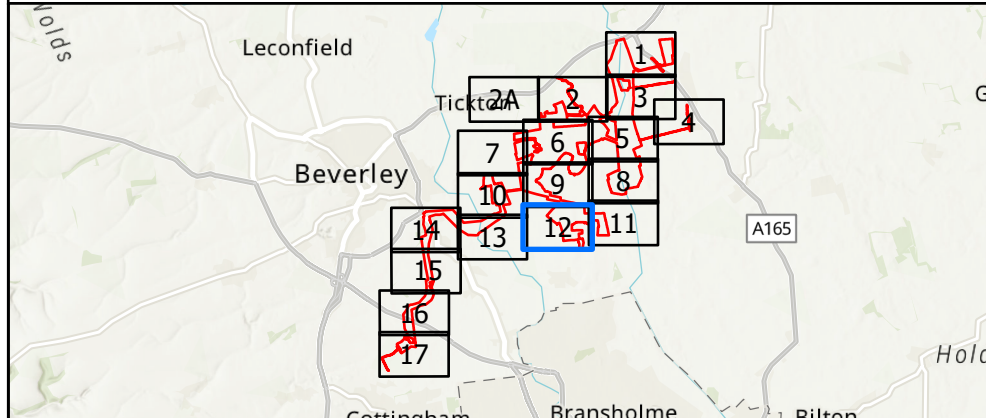 Wolds
Leconfield
1
Tickton
2A
2
3
4
5
6
7
Beverley
8
9
10
11
12
13
14
A165
15
16
17
Hold
Cottingham
Bransholme
Bilton
G